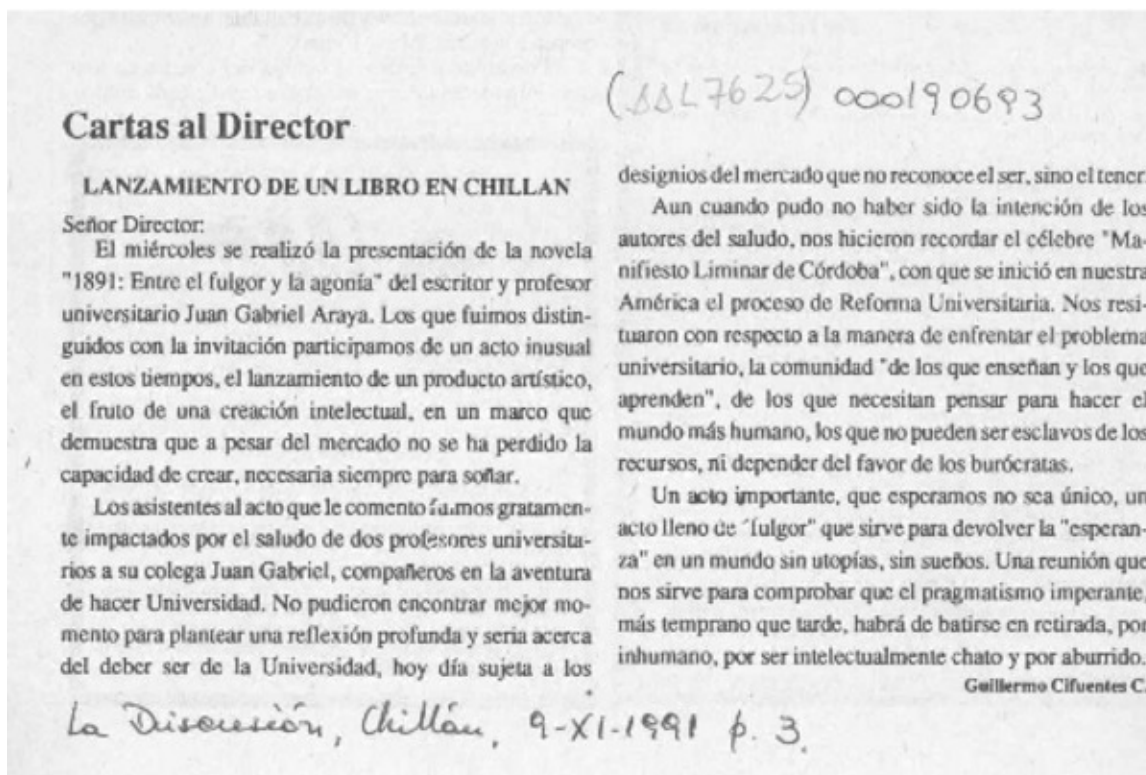 (AAL 7625) 000190693
Cartas al Director
LANZAMIENTO DE UN LIBRO EN CHILLAN
Señor Director:
El miércoles se realizó la presentación de la novela
"1891: Entre el fulgor y la agonía" del escritor y profesor
universitario Juan Gabriel Araya. Los que fuimos distin-
guidos con la invitación participamos de un acto inusual
en estos tiempos, el lanzamiento de un producto artístico,
el fruto de una creación intelectual, en un marco que
demuestra que a pesar del mercado no se ha perdido la
capacidad de crear, necesaria siempre para soñar.
Los asistentes al acto que le comento fuimos gratamen-
te impactados por el saludo de dos profesores universita-
rios a su colega Juan Gabriel, compañeros en la aventura
de hacer Universidad. No pudieron encontrar mejor mo-
mento para plantear una reflexión profunda y seria acerca
del deber ser de la Universidad, hoy día sujeta a los
designios del mercado que no reconoce el ser, sino el tener.
Aun cuando pudo no haber sido la intención de los
autores del saludo, nos hicieron recordar el célebre "Ma-
nifiesto Liminar de Córdoba", con que se inició en nuestra
América el proceso de Reforma Universitaria. Nos resi-
tuaron con respecto a la manera de enfrentar el problema
universitario, la comunidad "de los que enseñan y los que
aprenden", de los que necesitan pensar para hacer el
mundo más humano, los que no pueden ser esclavos de los
recursos, ni depender del favor de los burócratas.
Un acto importante, que esperamos no sea único, un
acto lleno de "fulgor" que sirve para devolver la "esperan-
za" en un mundo sin utopías, sin sueños. Una reunión que
nos sirve para comprobar que el pragmatismo imperante,
más temprano que tarde, habrá de batirse en retirada, por
inhumano, por ser intelectualmente chato y por aburrido.
Guillermo Cifuentes C.
La Discusión, Chillán, 9-XI-1991 p. 3.